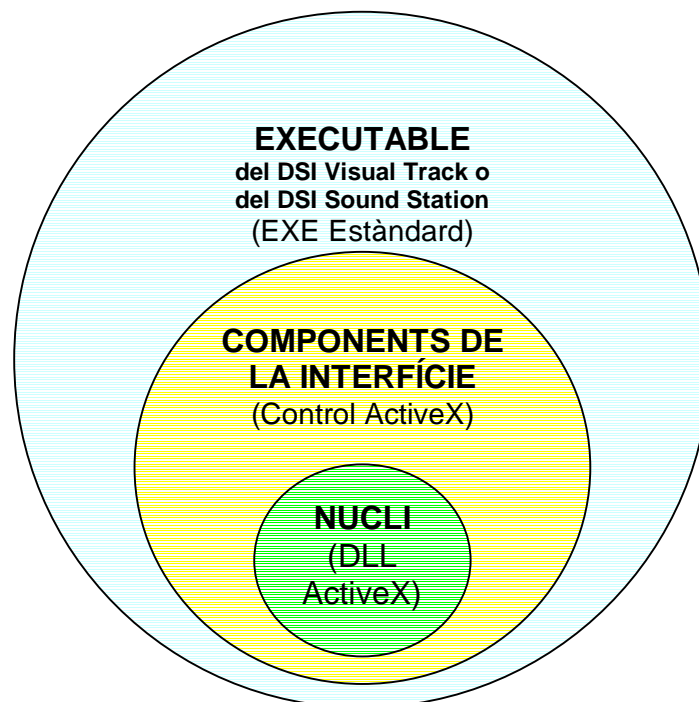 EXECUTABLE
del DSI Visual Track o
del DSI Sound Station
(EXE Estàndard)
COMPONENTS DE
LA INTERFÍCIE
(Control ActiveX)
NUCLI
(DLL
ActiveX)